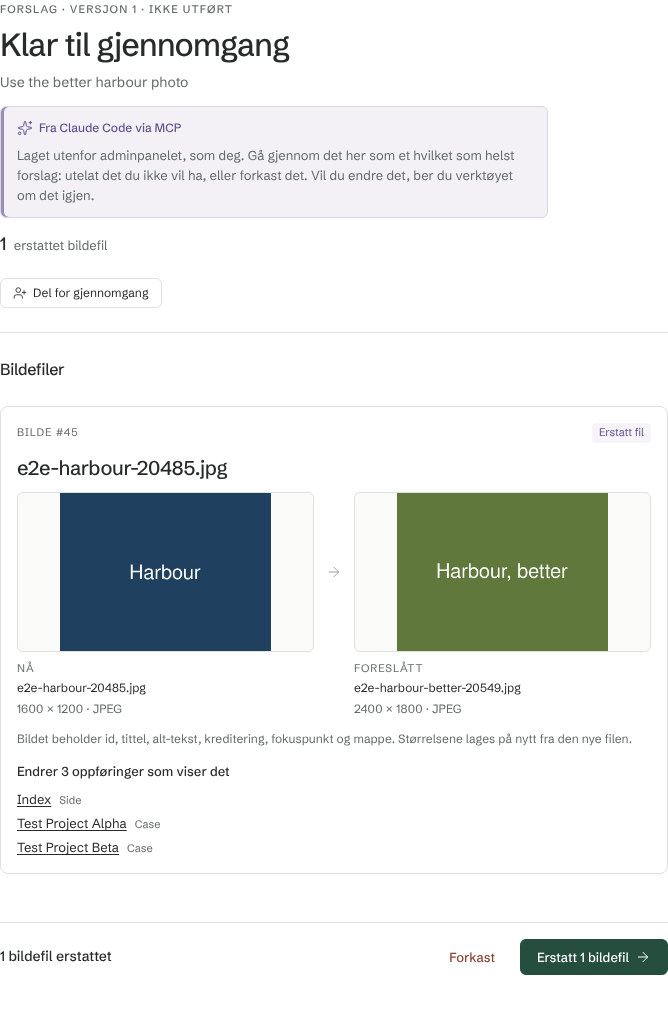 FORSLAG · VERSJON 1 · IKKE UTFØRT
Klar til gjennomgang
Use the better harbour photo
Fra Claude Code via MCP
Laget utenfor adminpanelet, som deg. Gå gjennom det her som et hvilket som helst
forslag: utelat det du ikke vil ha, eller forkast det. Vil du endre det, ber du verktøyet
om det igjen.
1 erstattet bildefil
Del for gjennomgang
Bildefiler
BILDE #45
Erstatt fil
e2e-harbour-20485.jpg
Harbour
Harbour, better
NÅ
e2e-harbour-20485.jpg
1600 × 1200 · JPEG
FORESLÅTT
e2e-harbour-better-20549.jpg
2400 × 1800 · JPEG
Bildet beholder id, tittel, alt-tekst, kreditering, fokuspunkt og mappe. Størrelsene lages på nytt fra den nye filen.
Endrer 3 oppføringer som viser det
Index Side
Test Project Alpha Case
Test Project Beta Case
1 bildefil erstattet
Forkast
Erstatt 1 bildefil